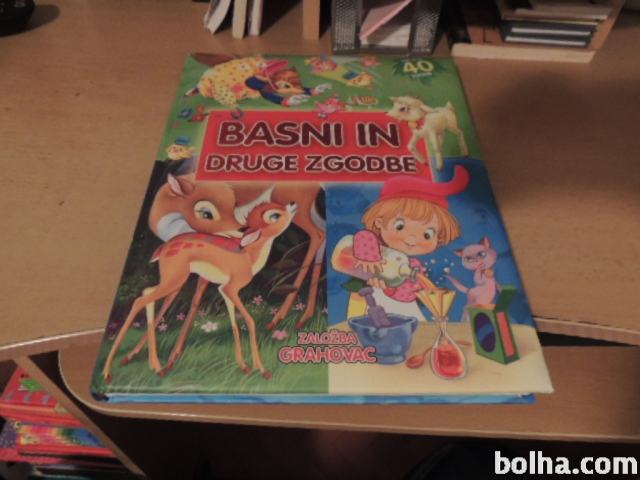 40
BASNI IN
DRUGE ZGODBE
ZALOŽBA
GRAHOVAC
bolha.com